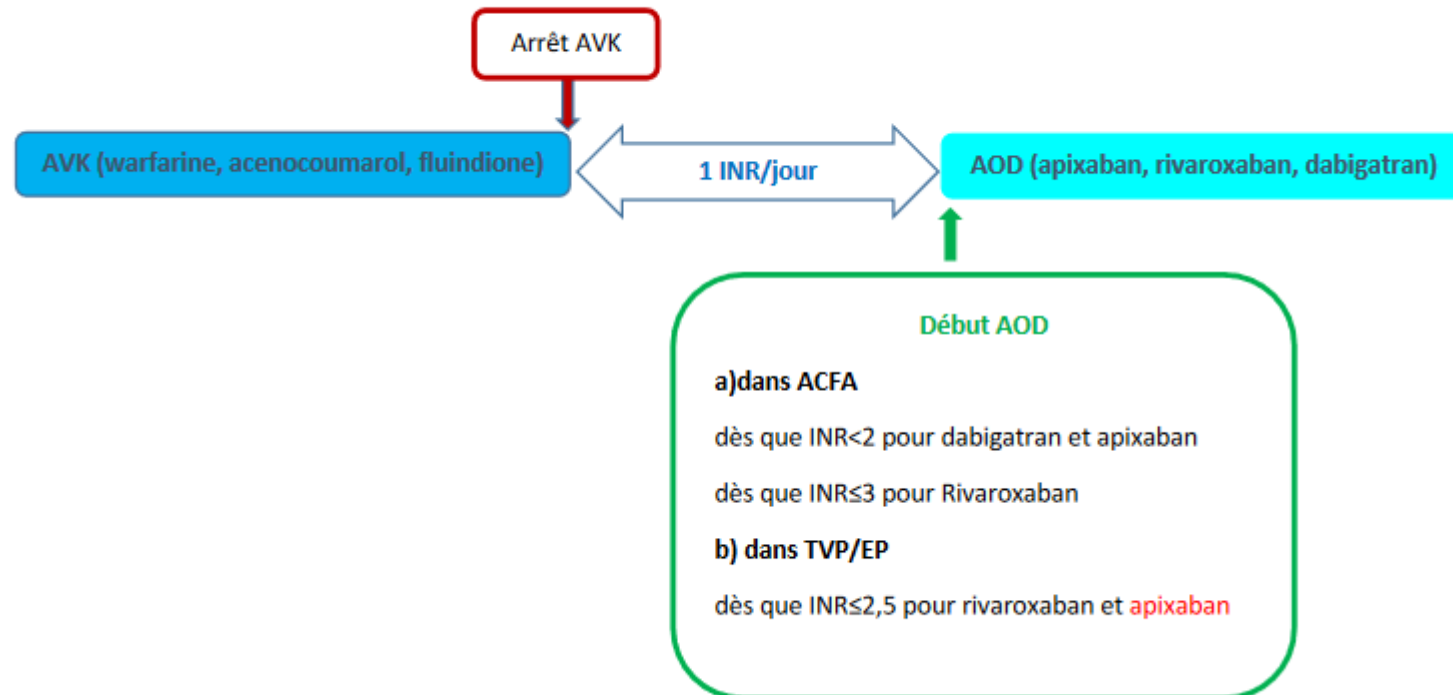 Arrêt AVK
AVK (warfarine, acenocoumarol, fluindione)
1 INR/jour
AOD (apixaban, rivaroxaban, dabigatran)
Début AOD
a)dans ACFA
dès que INR<2 pour dabigatran et apixaban
dès que INR≤3 pour Rivaroxaban
b) dans TVP/EP
dès que INR≤2,5 pour rivaroxaban et apixaban